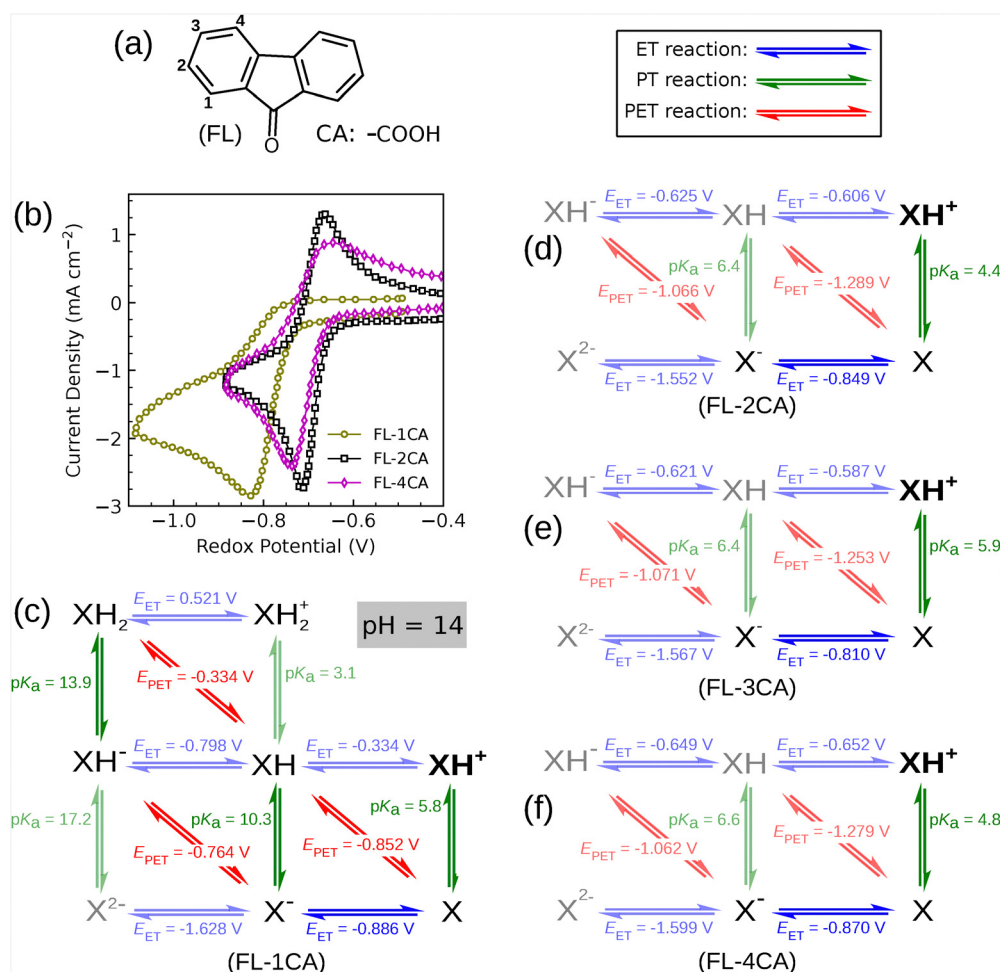 (a)
1
2
3
4
O
(FL)
CA: -COOH
ET reaction:
PT reaction:
PET reaction:
(b)
Current Density (mA cm⁻²)
1
0
−1
−2
−3
−1.0
−0.8
−0.6
−0.4
Redox Potential (V)
FL-1CA
FL-2CA
FL-4CA
(c)
pH = 14
XH₂
E_ET = 0.521 V
XH₂⁺
pKₐ = 13.9
E_PET = -0.334 V
pKₐ = 3.1
XH⁻
E_ET = -0.798 V
XH
E_ET = -0.334 V
XH⁺
pKₐ = 17.2
E_PET = -0.764 V
pKₐ = 10.3
E_PET = -0.852 V
pKₐ = 5.8
X²⁻
E_ET = -1.628 V
X⁻
E_ET = -0.886 V
X
(FL-1CA)
(d)
XH⁻
E_ET = -0.625 V
XH
E_ET = -0.606 V
XH⁺
E_PET = -1.066 V
pKₐ = 6.4
E_PET = -1.289 V
pKₐ = 4.4
X²⁻
E_ET = -1.552 V
X⁻
E_ET = -0.849 V
X
(FL-2CA)
(e)
XH⁻
E_ET = -0.621 V
XH
E_ET = -0.587 V
XH⁺
E_PET = -1.071 V
pKₐ = 6.4
E_PET = -1.253 V
pKₐ = 5.9
X²⁻
E_ET = -1.567 V
X⁻
E_ET = -0.810 V
X
(FL-3CA)
(f)
XH⁻
E_ET = -0.649 V
XH
E_ET = -0.652 V
XH⁺
E_PET = -1.062 V
pKₐ = 6.6
E_PET = -1.279 V
pKₐ = 4.8
X²⁻
E_ET = -1.599 V
X⁻
E_ET = -0.870 V
X
(FL-4CA)